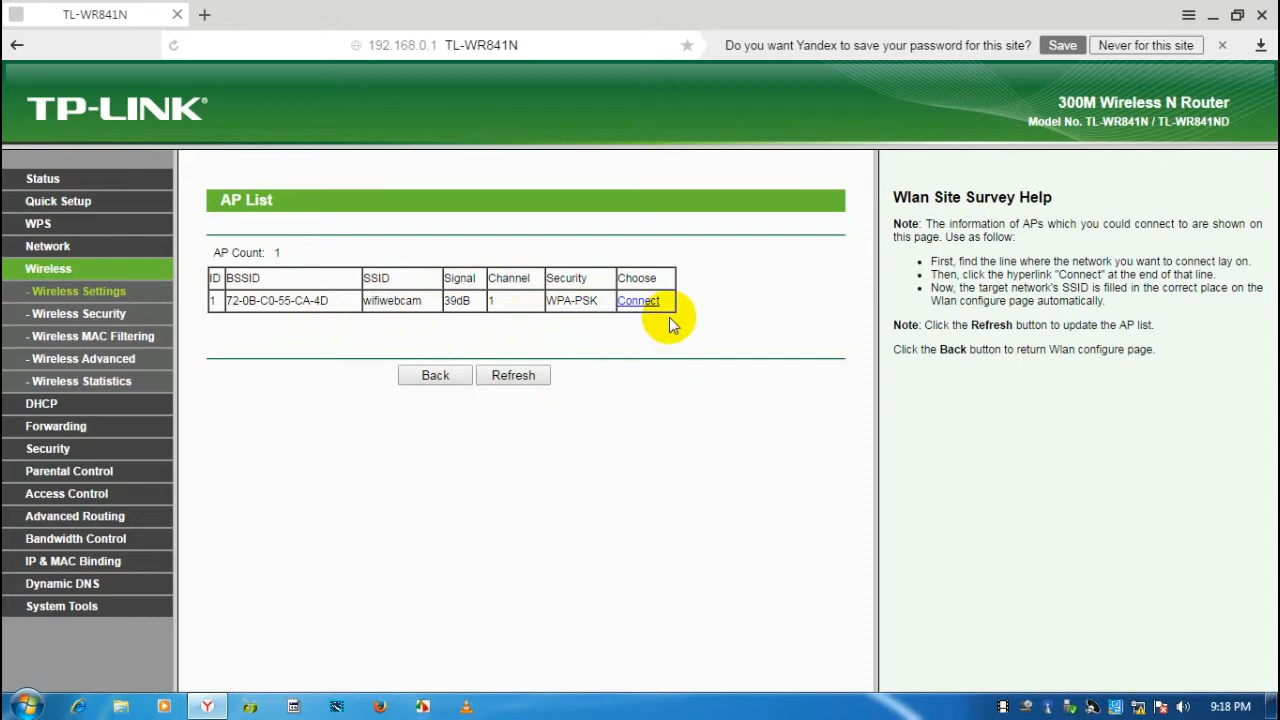 TL-WR841N
192.168.0.1 TL-WR841N
Do you want Yandex to save your password for this site?
Save
Never for this site
TP-LINK®
300M Wireless N Router
Model No. TL-WR841N / TL-WR841ND
Status
Quick Setup
WPS
Network
Wireless
- Wireless Settings
- Wireless Security
- Wireless MAC Filtering
- Wireless Advanced
- Wireless Statistics
DHCP
Forwarding
Security
Parental Control
Access Control
Advanced Routing
Bandwidth Control
IP & MAC Binding
Dynamic DNS
System Tools
AP List
AP Count: 1
ID BSSID SSID Signal Channel Security Choose
1 72-0B-C0-55-CA-4D wifiwebcam 39dB 1 WPA-PSK Connect
Back
Refresh
Wlan Site Survey Help
Note: The information of APs which you could connect to are shown on
this page. Use as follow:
• First, find the line where the network you want to connect lay on.
• Then, click the hyperlink "Connect" at the end of that line.
• Now, the target network's SSID is filled in the correct place on the
Wlan configure page automatically.
Note: Click the Refresh button to update the AP list.
Click the Back button to return Wlan configure page.
9:18 PM